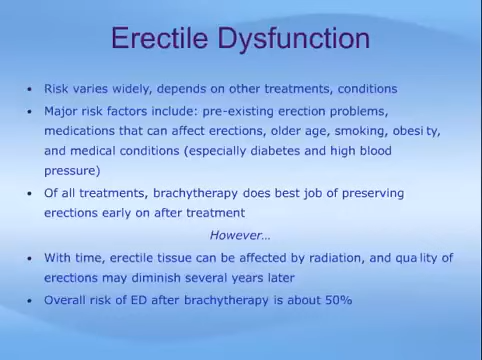 Erectile Dysfunction
• Risk varies widely, depends on other treatments, conditions
• Major risk factors include: pre-existing erection problems,
medications that can affect erections, older age, smoking, obesity,
and medical conditions (especially diabetes and high blood
pressure)
• Of all treatments, brachytherapy does best job of preserving
erections early on after treatment
However…
• With time, erectile tissue can be affected by radiation, and quality of
erections may diminish several years later
• Overall risk of ED after brachytherapy is about 50%